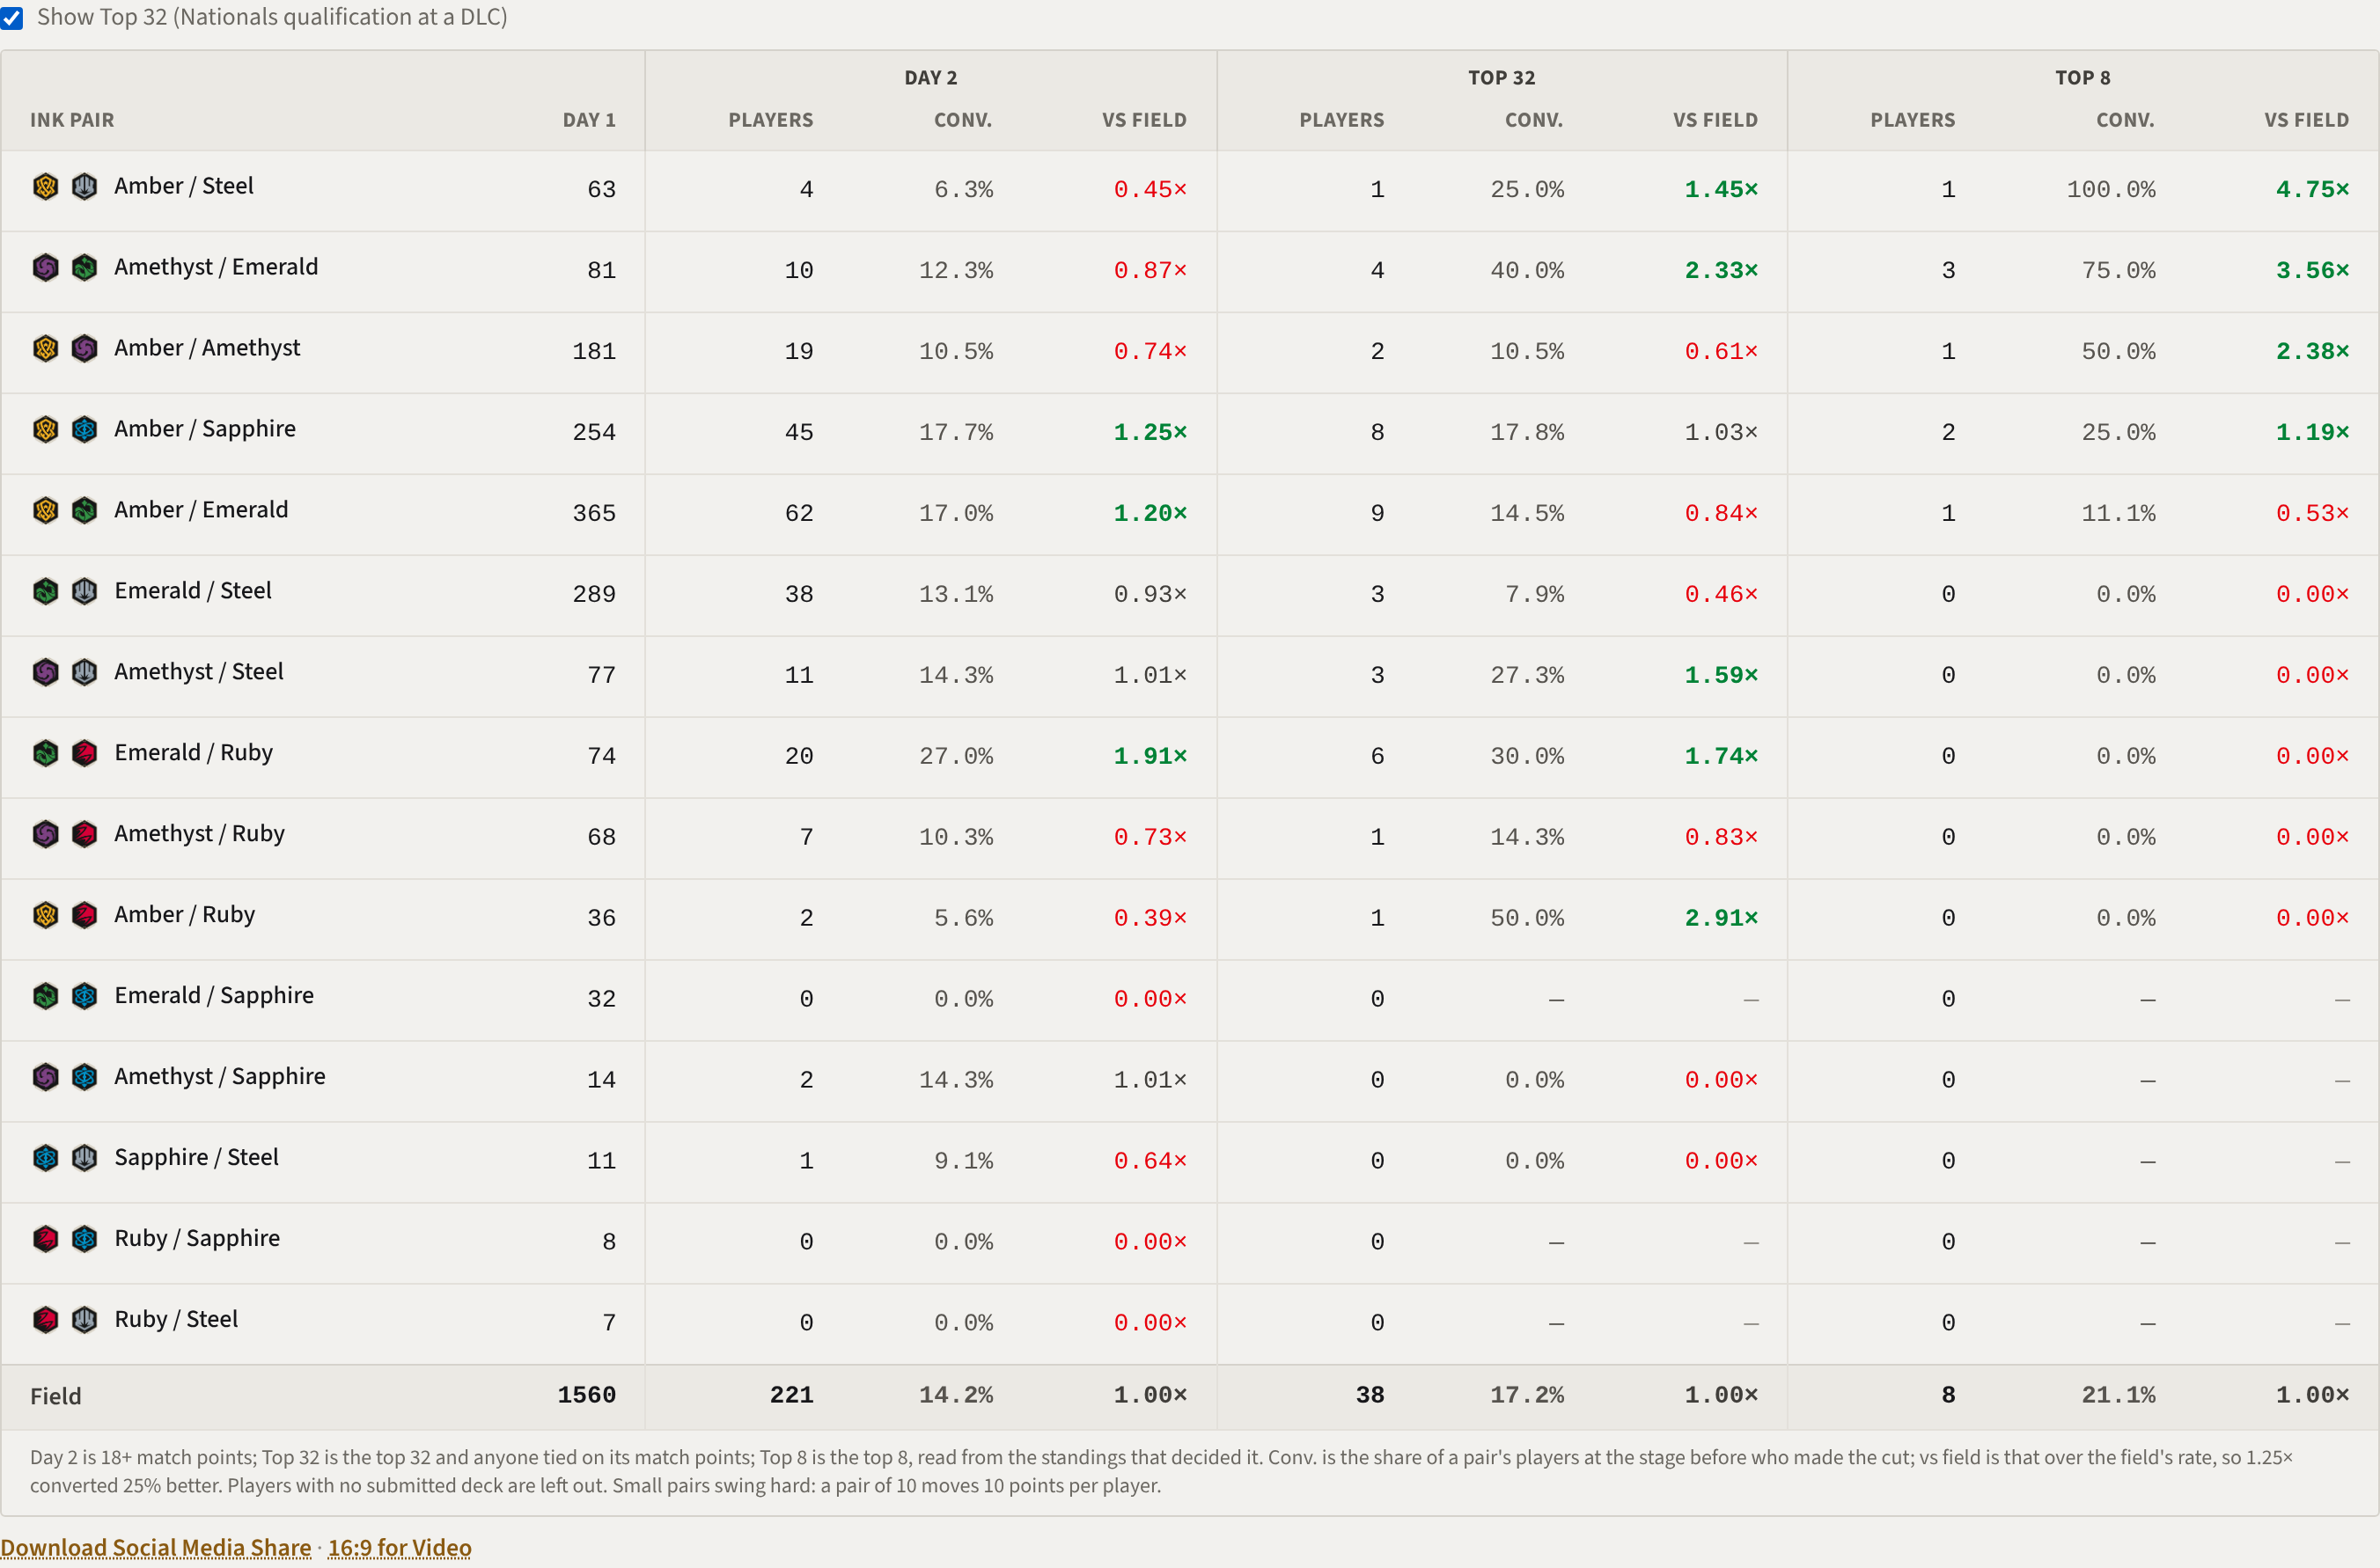 Show Top 32 (Nationals qualification at a DLC)
DAY 2 TOP 32 TOP 8
INK PAIR DAY 1 PLAYERS CONV. VS FIELD PLAYERS CONV. VS FIELD PLAYERS CONV. VS FIELD
Amber / Steel 63 4 6.3% 0.45× 1 25.0% 1.45× 1 100.0% 4.75×
Amethyst / Emerald 81 10 12.3% 0.87× 4 40.0% 2.33× 3 75.0% 3.56×
Amber / Amethyst 181 19 10.5% 0.74× 2 10.5% 0.61× 1 50.0% 2.38×
Amber / Sapphire 254 45 17.7% 1.25× 8 17.8% 1.03× 2 25.0% 1.19×
Amber / Emerald 365 62 17.0% 1.20× 9 14.5% 0.84× 1 11.1% 0.53×
Emerald / Steel 289 38 13.1% 0.93× 3 7.9% 0.46× 0 0.0% 0.00×
Amethyst / Steel 77 11 14.3% 1.01× 3 27.3% 1.59× 0 0.0% 0.00×
Emerald / Ruby 74 20 27.0% 1.91× 6 30.0% 1.74× 0 0.0% 0.00×
Amethyst / Ruby 68 7 10.3% 0.73× 1 14.3% 0.83× 0 0.0% 0.00×
Amber / Ruby 36 2 5.6% 0.39× 1 50.0% 2.91× 0 0.0% 0.00×
Emerald / Sapphire 32 0 0.0% 0.00× 0 — — 0 — —
Amethyst / Sapphire 14 2 14.3% 1.01× 0 0.0% 0.00× 0 — —
Sapphire / Steel 11 1 9.1% 0.64× 0 0.0% 0.00× 0 — —
Ruby / Sapphire 8 0 0.0% 0.00× 0 — — 0 — —
Ruby / Steel 7 0 0.0% 0.00× 0 — — 0 — —
Field 1560 221 14.2% 1.00× 38 17.2% 1.00× 8 21.1% 1.00×
Day 2 is 18+ match points; Top 32 is the top 32 and anyone tied on its match points; Top 8 is the top 8, read from the standings that decided it. Conv. is the share of a pair's players at the stage before who made the cut; vs field is that over the field's rate, so 1.25×
converted 25% better. Players with no submitted deck are left out. Small pairs swing hard: a pair of 10 moves 10 points per player.
Download Social Media Share · 16:9 for Video